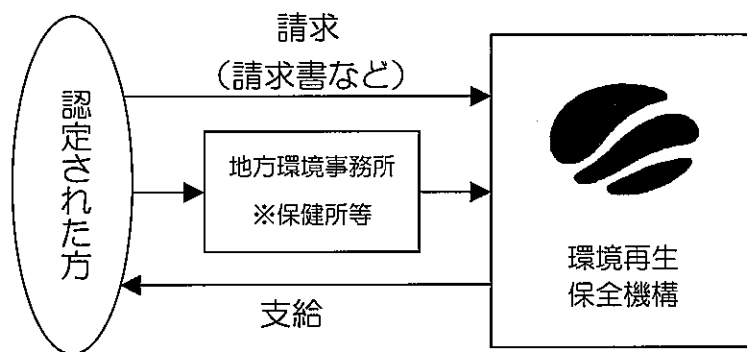 請求
（請求書など）
認定された方
地方環境事務所
※保健所等
環境再生
保全機構
支給